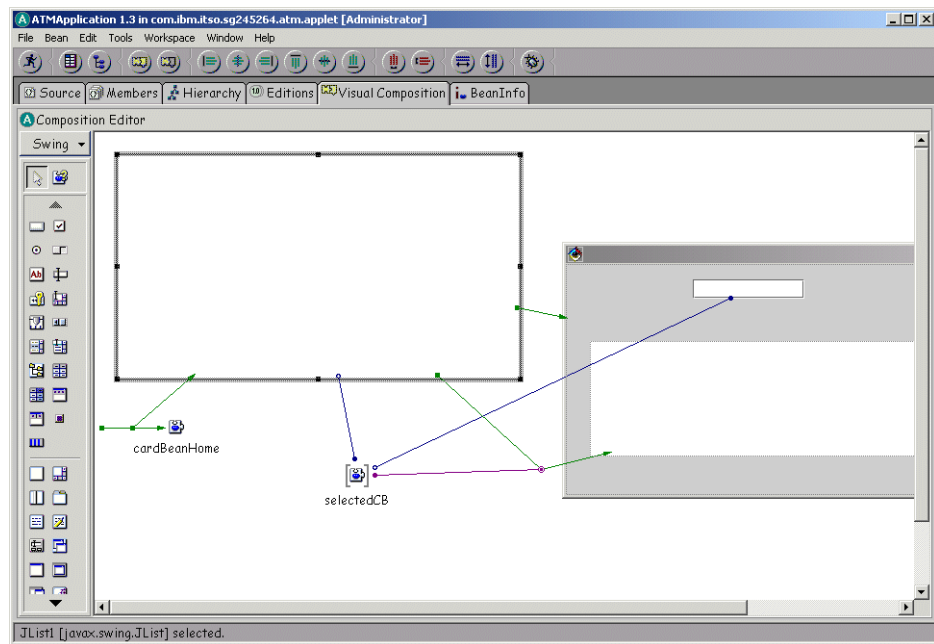 ATMApplication 1.3 in com.ibm.itso.sg245264.atm.applet [Administrator]
File Bean Edit Tools Workspace Window Help
Source Members Hierarchy Editions Visual Composition BeanInfo
Composition Editor
Swing
cardBeanHome
selectedCB
JList1 [javax.swing.JList] selected.